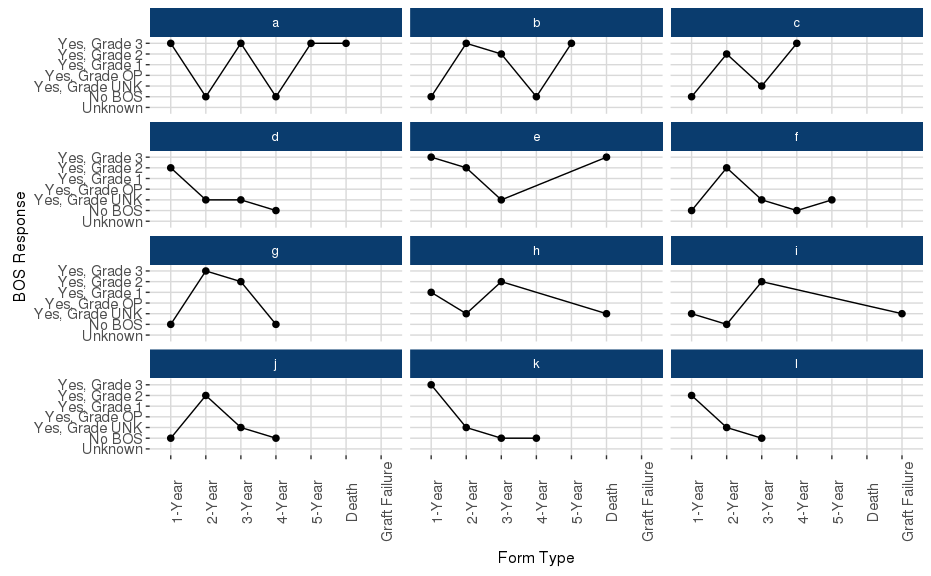 a b c
Yes, Grade 3
Yes, Grade 2
Yes, Grade 1
Yes, Grade OP
Yes, Grade UNK
No BOS
Unknown
d e f
Yes, Grade 3
Yes, Grade 2
Yes, Grade 1
Yes, Grade OP
Yes, Grade UNK
No BOS
Unknown
g h i
Yes, Grade 3
Yes, Grade 2
Yes, Grade 1
Yes, Grade OP
Yes, Grade UNK
No BOS
Unknown
j k l
Yes, Grade 3
Yes, Grade 2
Yes, Grade 1
Yes, Grade OP
Yes, Grade UNK
No BOS
Unknown
BOS Response
1-Year 2-Year 3-Year 4-Year 5-Year Death Graft Failure
1-Year 2-Year 3-Year 4-Year 5-Year Death Graft Failure
1-Year 2-Year 3-Year 4-Year 5-Year Death Graft Failure
Form Type